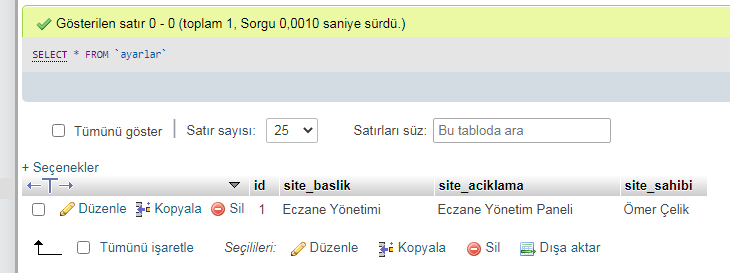 Gösterilen satır 0 - 0 (toplam 1, Sorgu 0,0010 saniye sürdü.)
SELECT * FROM `ayarlar`
Tümünü göster | Satır sayısı: 25 Satırları süz: Bu tabloda ara
+ Seçenekler
←T→ id site_baslik site_aciklama site_sahibi
Düzenle Kopyala Sil 1 Eczane Yönetimi Eczane Yönetim Paneli Ömer Çelik
Tümünü işaretle Seçilileri: Düzenle Kopyala Sil Dışa aktar